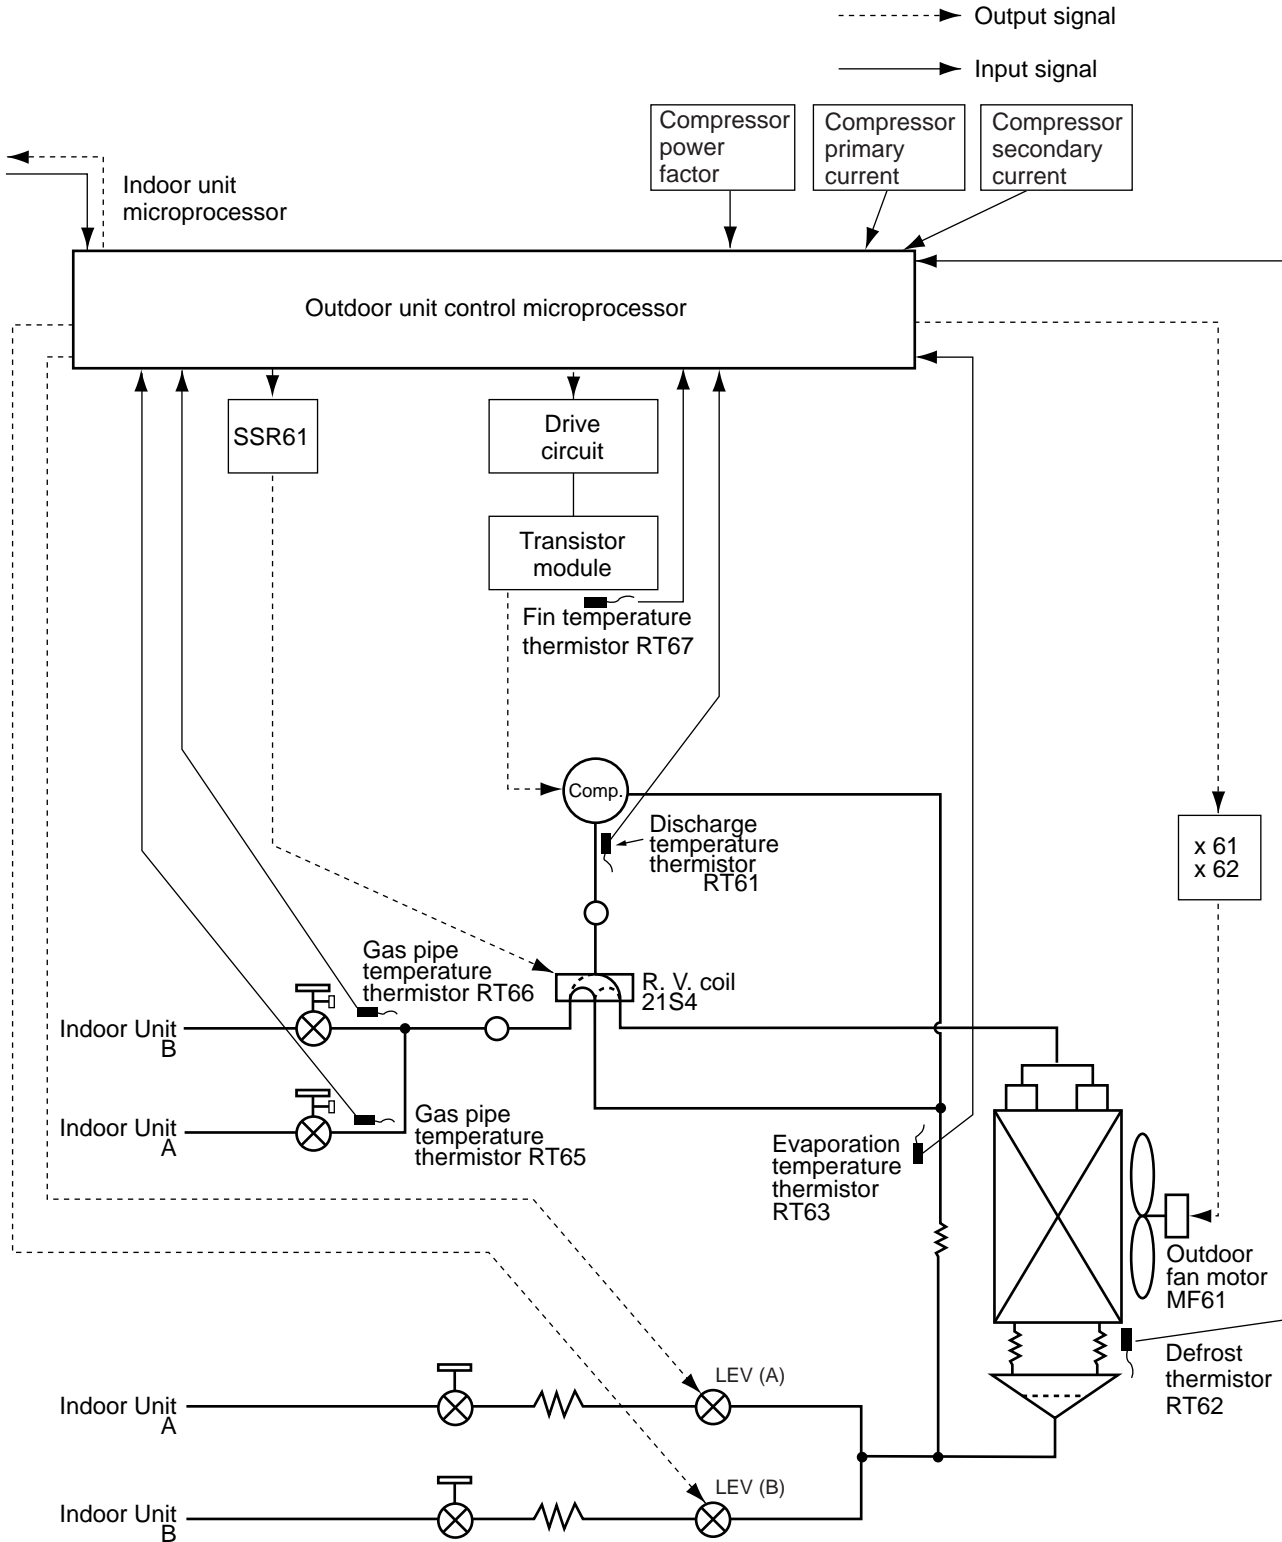 Output signal
Input signal
Compressor
power
factor
Compressor
primary
current
Compressor
secondary
current
Indoor unit
microprocessor
Outdoor unit control microprocessor
SSR61
Drive
circuit
Transistor
module
Fin temperature
thermistor RT67
Comp.
Discharge
temperature
thermistor
RT61
x 61
x 62
Gas pipe
temperature
thermistor RT66
R. V. coil
21S4
Indoor Unit
B
Gas pipe
temperature
thermistor RT65
Indoor Unit
A
Evaporation
temperature
thermistor
RT63
Outdoor
fan motor
MF61
Defrost
thermistor
RT62
LEV (A)
Indoor Unit
A
LEV (B)
Indoor Unit
B